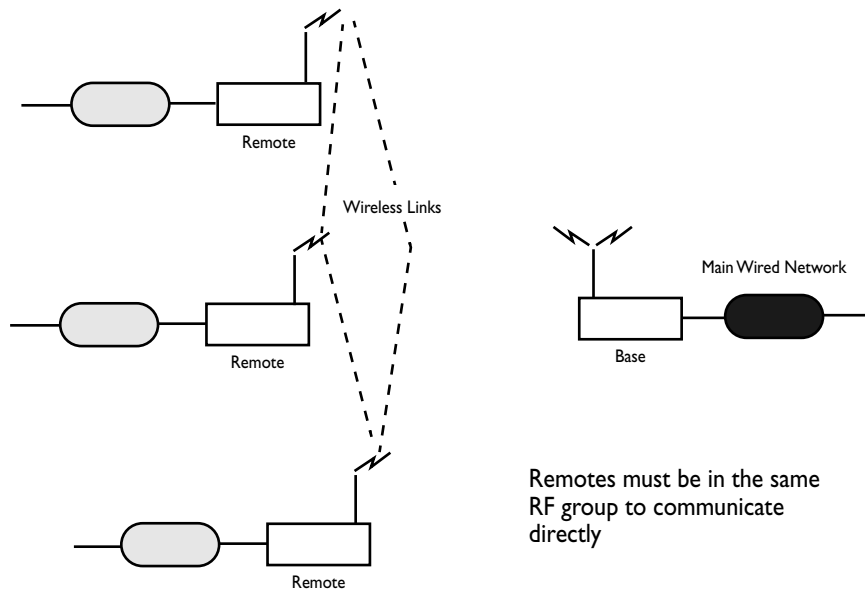 Remote
Wireless Links
Remote
Main Wired Network
Base
Remotes must be in the same
RF group to communicate
directly
Remote